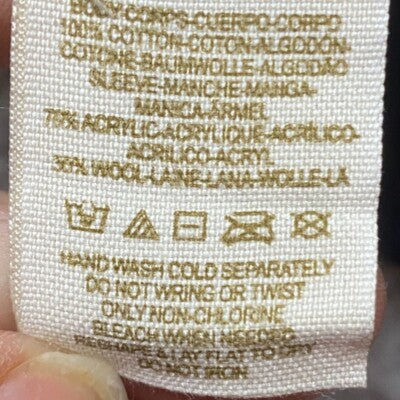 BODY-CORPS-CUERPO-CORPO
100% COTTON-COTON-ALGODÓN-
COTONE-BAUMWOLLE-ALGODÃO
SLEEVE-MANCHE-MANGA-
MANICA-ÄRMEL
70% ACRYLIC-ACRYLIQUE-ACRÍLICO-
ACRILICO-ACRYL
30% WOOL-LAINE-LANA-WOLLE-LÃ
HAND WASH COLD SEPARATELY
DO NOT WRING OR TWIST
ONLY NON-CHLORINE
BLEACH WHEN NEEDED
RESHAPE & LAY FLAT TO DRY
DO NOT IRON